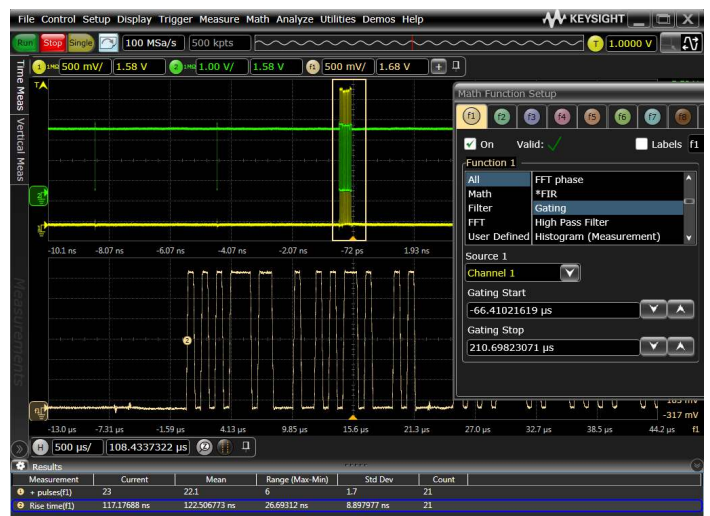 File Control Setup Display Trigger Measure Math Analyze Utilities Demos Help KEYSIGHT
Run Stop Single 100 MSa/s 500 kpts T 1.0000 V
1 1MΩ 500 mV/ 1.58 V 2 1MΩ 1.00 V/ 1.58 V f1 500 mV/ 1.68 V
Time Meas
Vertical Meas
Measurements
-10.1 ns -8.07 ns -6.07 ns -4.07 ns -2.07 ns -72 ps 1.93 ns
Math Function Setup
f1 f2 f3 f4 f5 f6 f7 f8
On Valid: Labels f1
Function 1
All FFT phase
Math *FIR
Filter Gating
FFT High Pass Filter
User Defined Histogram (Measurement)
Source 1
Channel 1
Gating Start
-66.41021619 µs
Gating Stop
210.69823071 µs
2
-317 mV
-13.0 µs -7.31 µs -1.59 µs 4.13 µs 9.85 µs 15.6 µs 21.3 µs 27.0 µs 32.7 µs 38.5 µs 44.2 µs f1
H 500 µs/ 108.4337322 µs
Results
Measurement Current Mean Range (Max-Min) Std Dev Count
+ pulses(f1) 23 22.1 6 1.7 21
2 Rise time(f1) 117.17688 ns 122.506773 ns 26.69312 ns 8.897977 ns 21